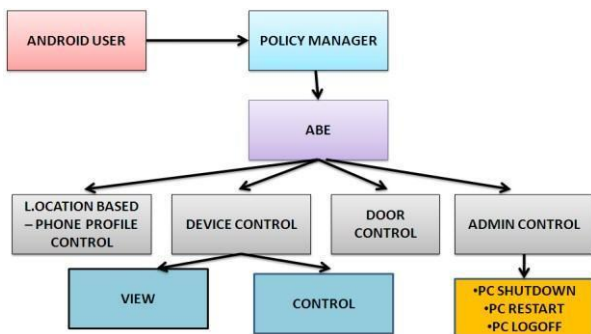 ANDROID USER
POLICY MANAGER
ABE
LOCATION BASED
– PHONE PROFILE
CONTROL
DEVICE CONTROL
DOOR
CONTROL
ADMIN CONTROL
VIEW
CONTROL
•PC SHUTDOWN
•PC RESTART
•PC LOGOFF